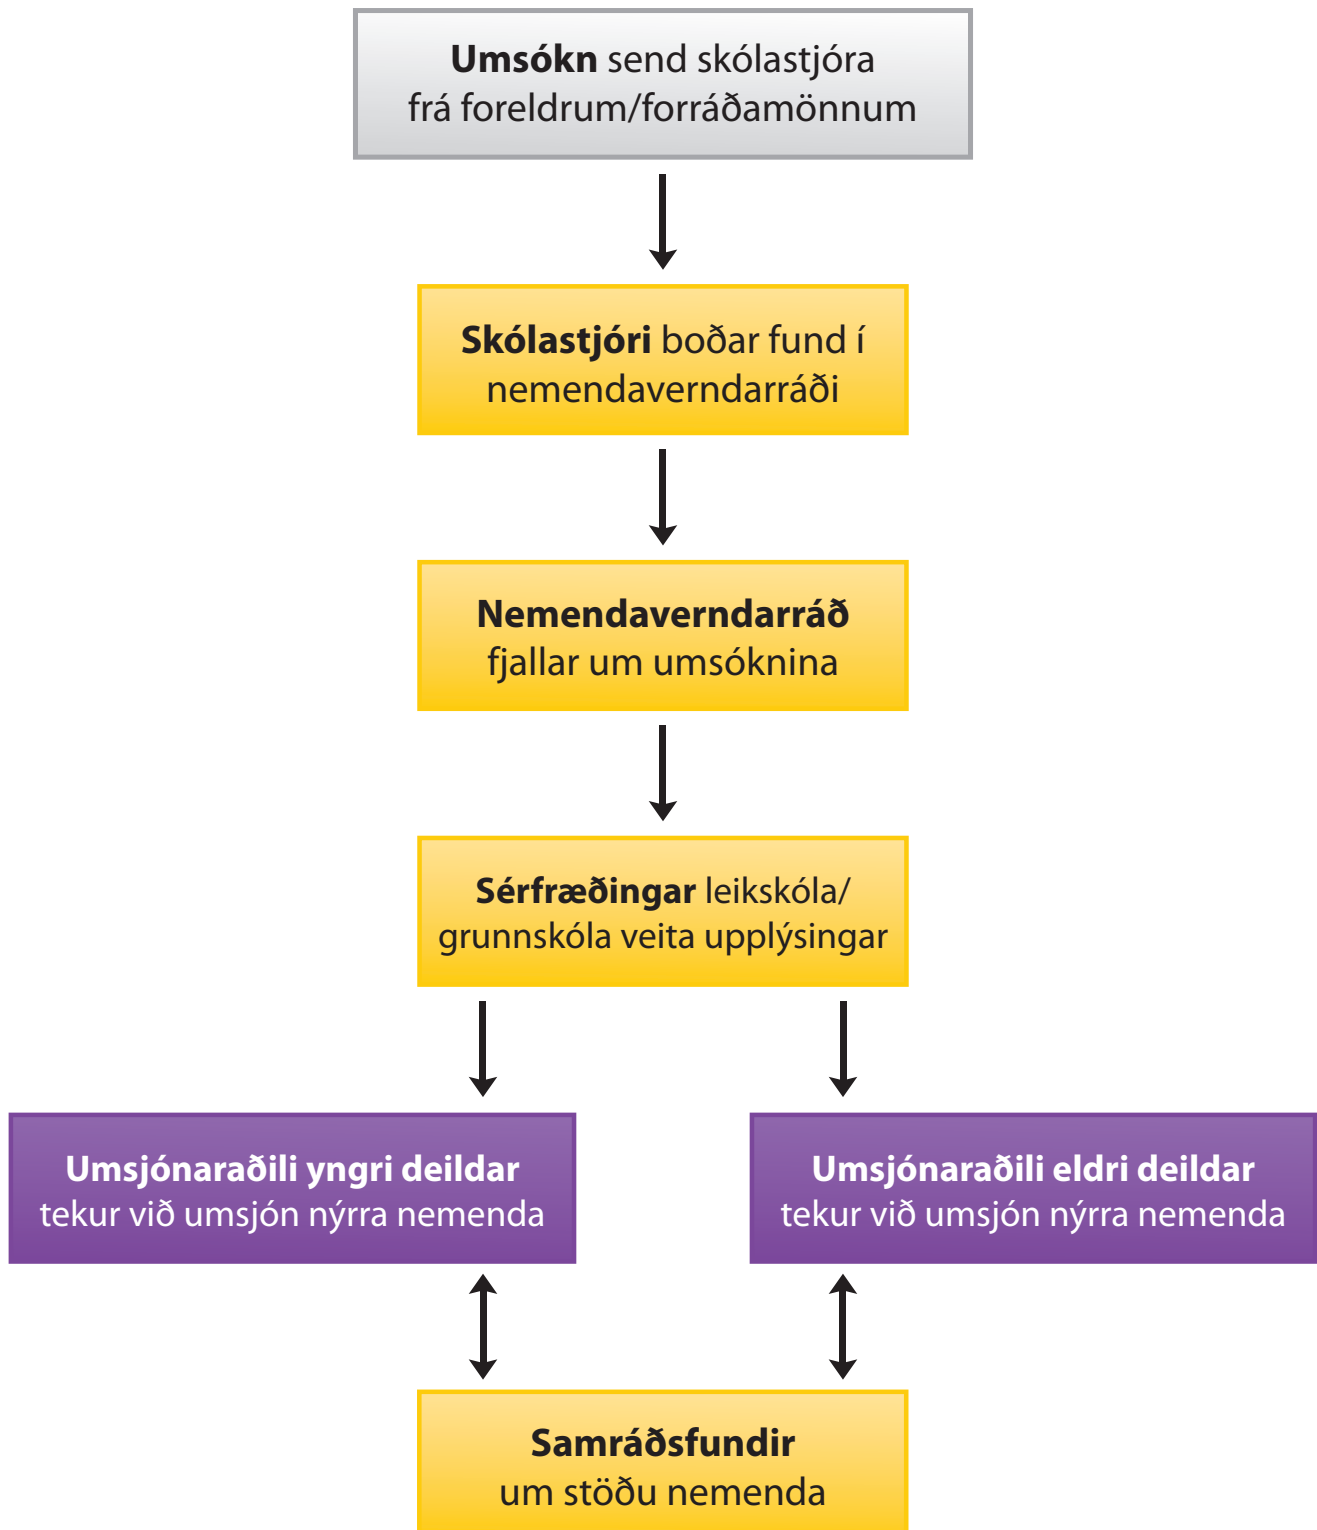 Umsókn send skólastjóra
frá foreldrum/forráðamönnum
Skólastjóri boðar fund í
nemendaverndarráði
Nemendaverndarráð
fjallar um umsóknina
Sérfræðingar leikskóla/
grunnskóla veita upplýsingar
Umsjónaraðili yngri deildar
tekur við umsjón nýrra nemenda
Umsjónaraðili eldri deildar
tekur við umsjón nýrra nemenda
Samráðsfundir
um stöðu nemenda